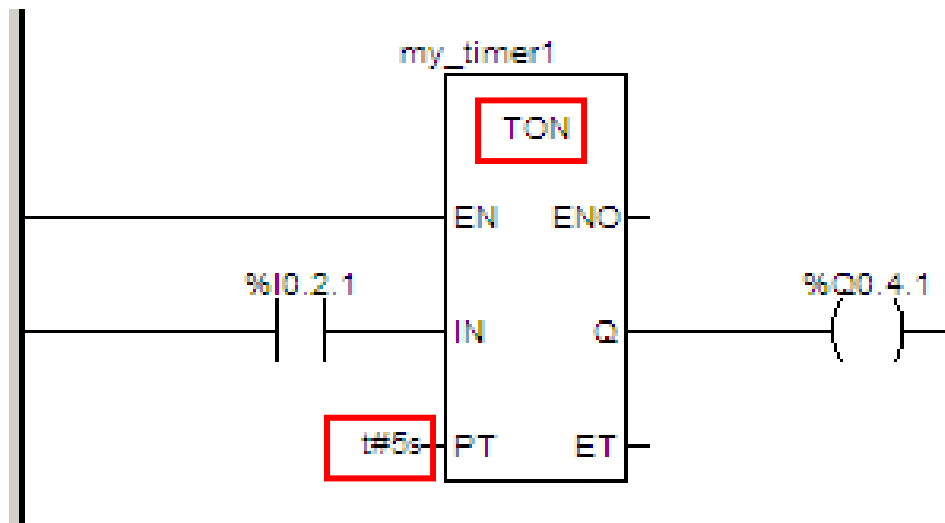 my_timer1
TON
EN ENO
%I0.2.1 %Q0.4.1
IN Q
t#5s PT ET